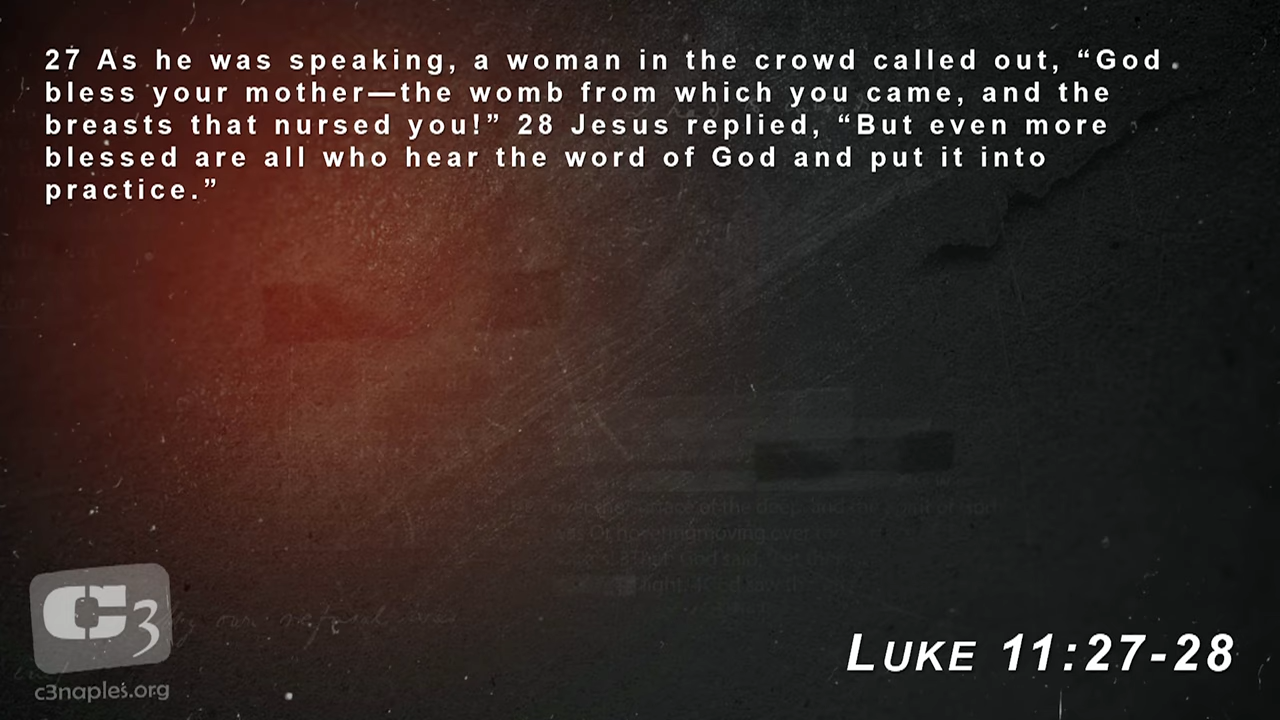 27 As he was speaking, a woman in the crowd called out, “God
bless your mother—the womb from which you came, and the
breasts that nursed you!” 28 Jesus replied, “But even more
blessed are all who hear the word of God and put it into
practice.”
C3
c3naples.org
LUKE 11:27-28